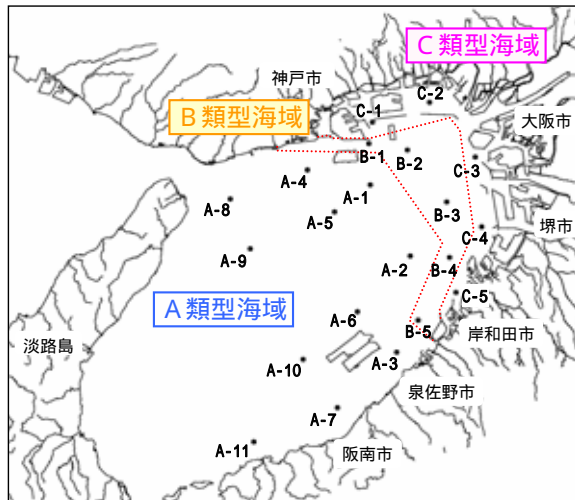 C類型海域
神戸市
C-2
B類型海域
C-1
大阪市
B-1
B-2
C-3
A-4
A-1
A-8
A-5
B-3
堺市
C-4
A-9
A-2
B-4
C-5
A類型海域
A-6
B-5
岸和田市
淡路島
A-10
A-3
泉佐野市
A-7
阪南市
A-11